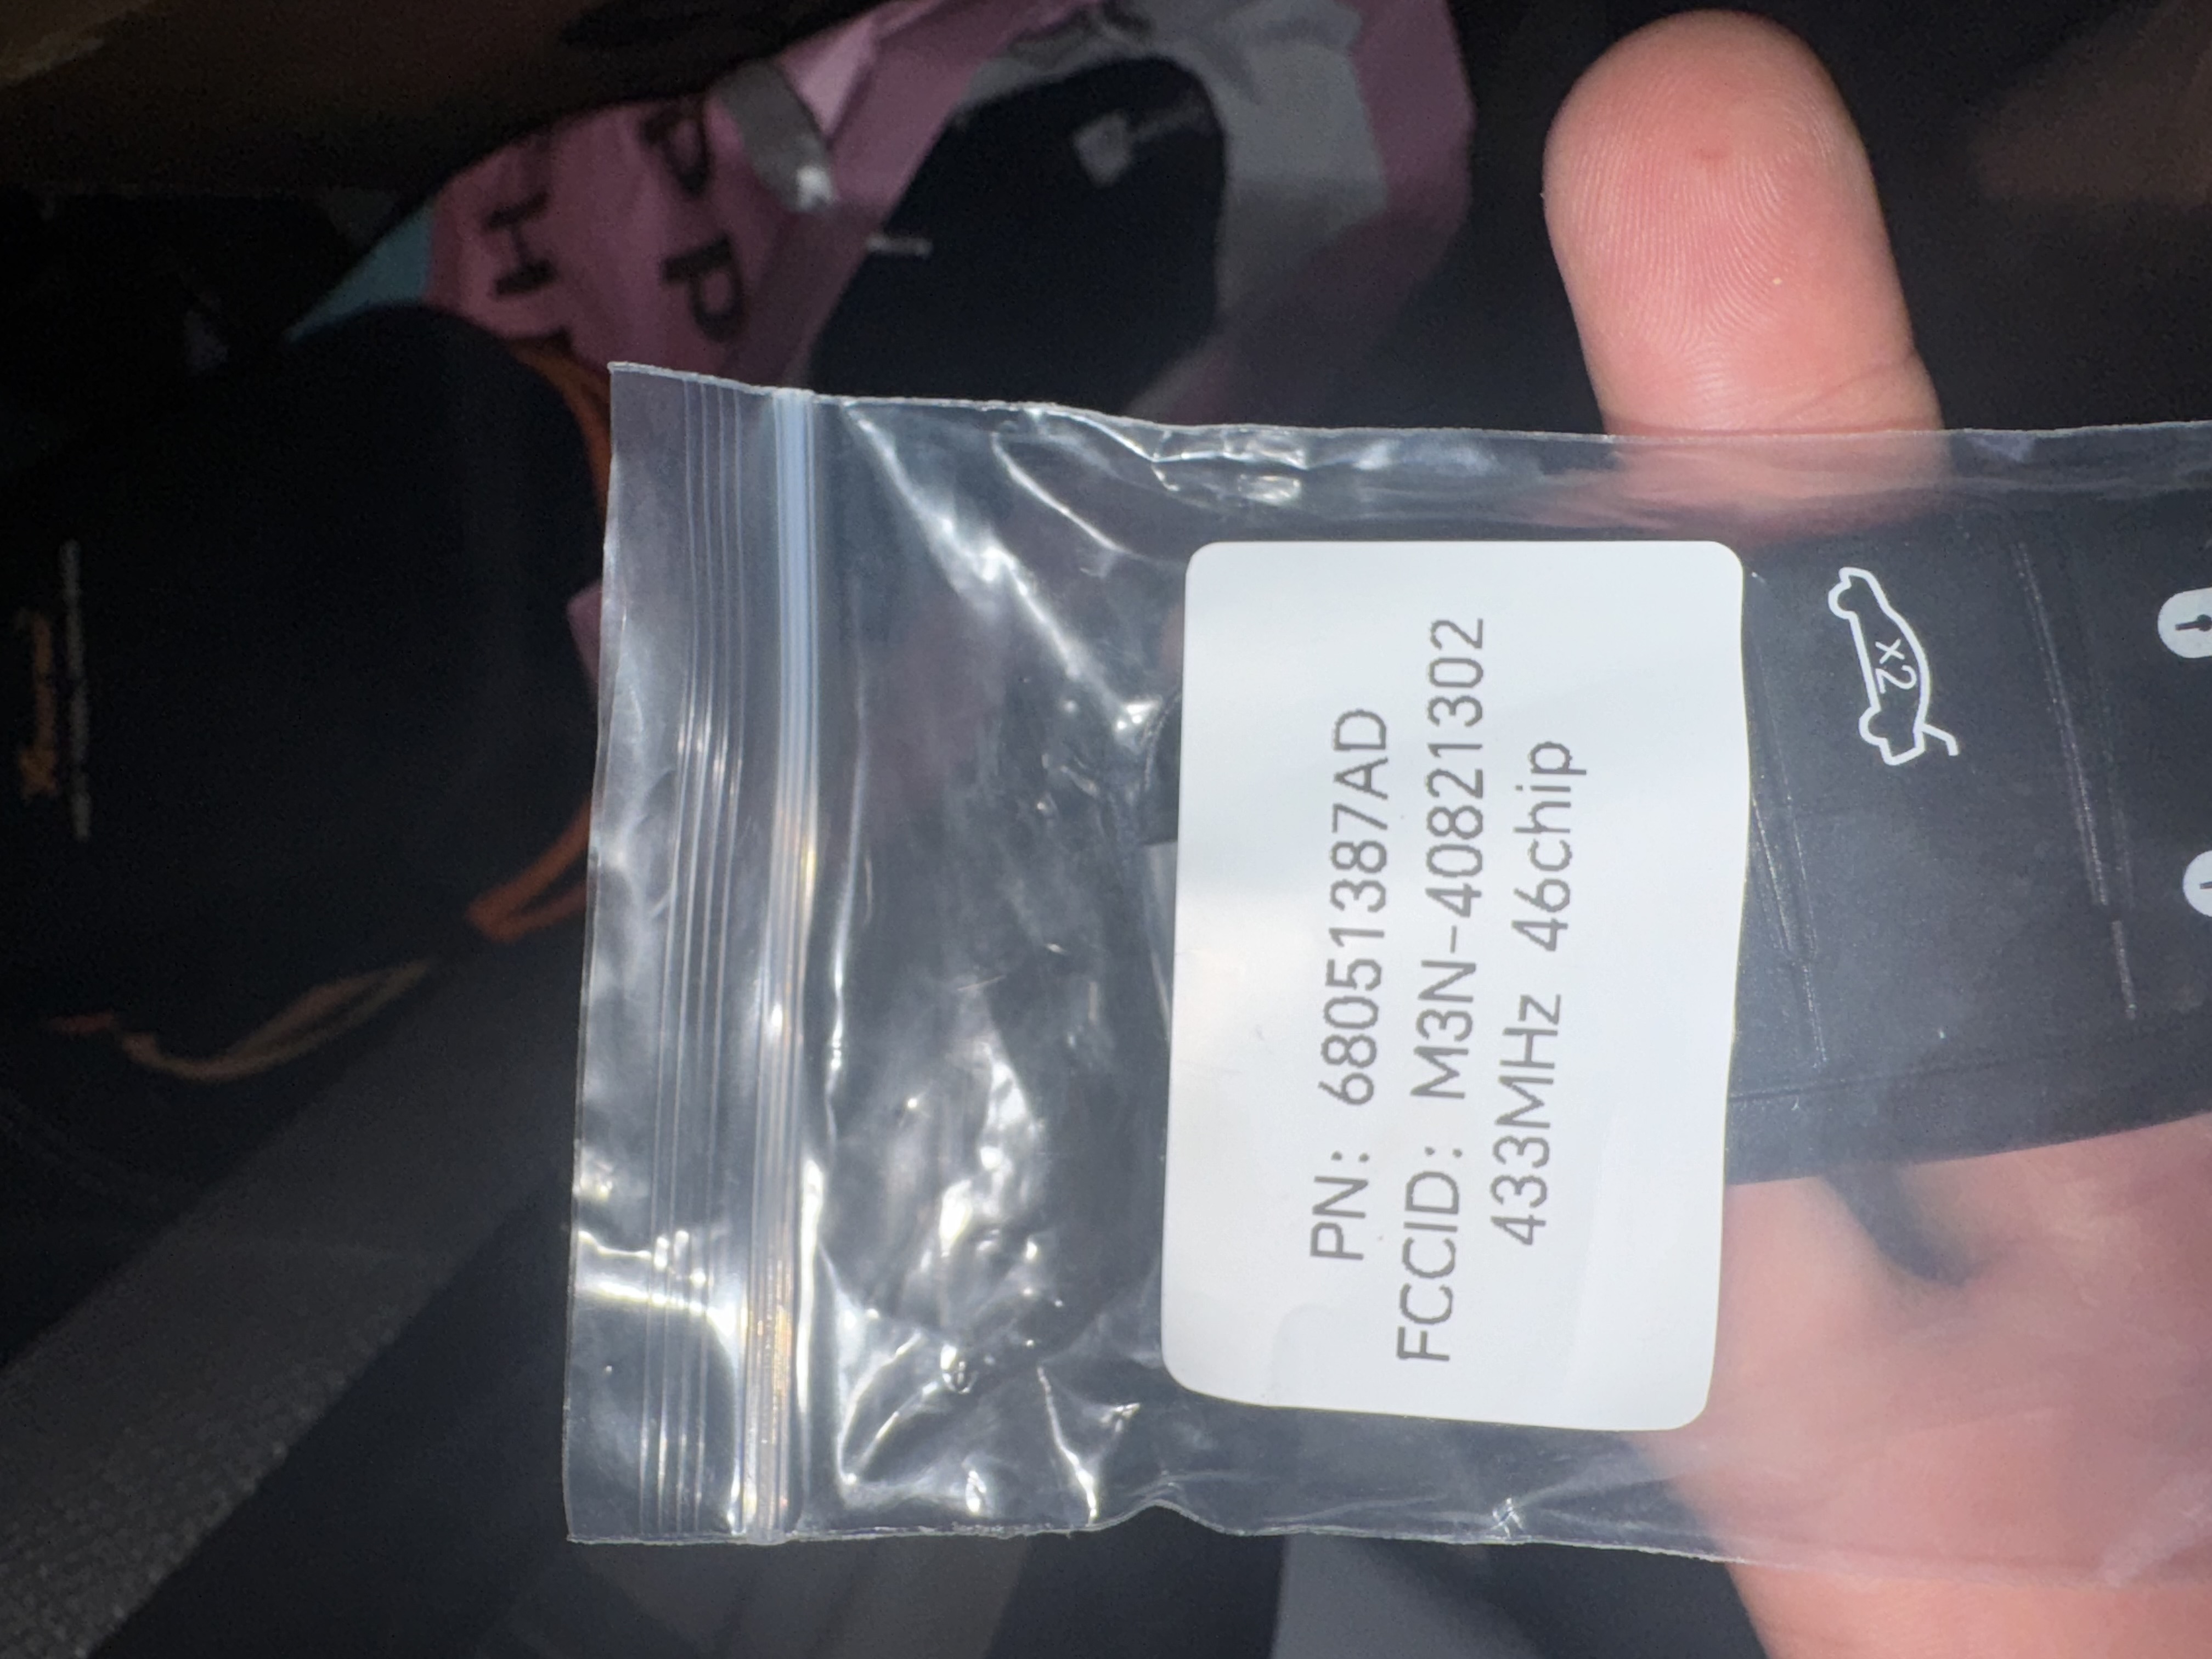 PN: 68051387AD
FCCID: M3N-40821302
433MHz 46chip
x2